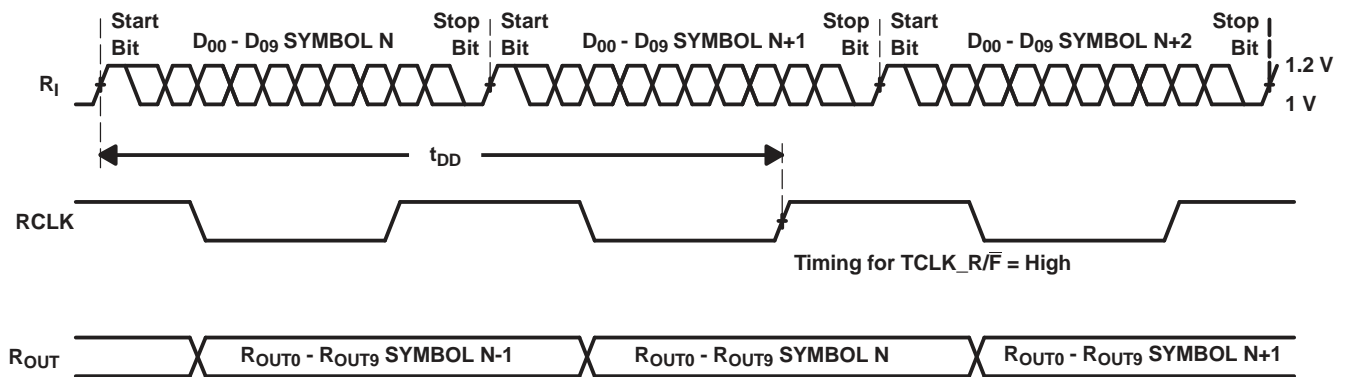 Start Bit D00 - D09 SYMBOL N Stop Bit
Start Bit D00 - D09 SYMBOL N+1 Stop Bit
Start Bit D00 - D09 SYMBOL N+2 Stop Bit
RI
1.2 V
1 V
tDD
RCLK
Timing for TCLK_R/F̅ = High
ROUT
ROUT0 - ROUT9 SYMBOL N-1
ROUT0 - ROUT9 SYMBOL N
ROUT0 - ROUT9 SYMBOL N+1